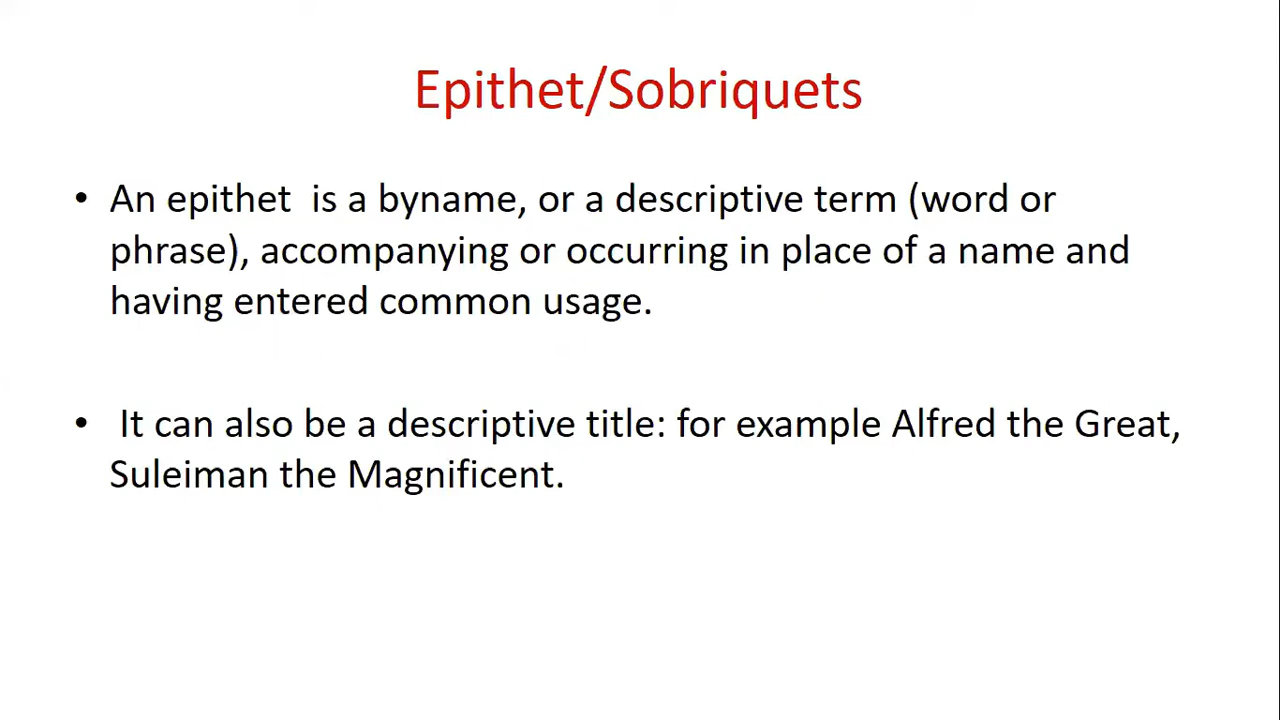 Epithet/Sobriquets
• An epithet  is a byname, or a descriptive term (word or
phrase), accompanying or occurring in place of a name and
having entered common usage.
•  It can also be a descriptive title: for example Alfred the Great,
Suleiman the Magnificent.